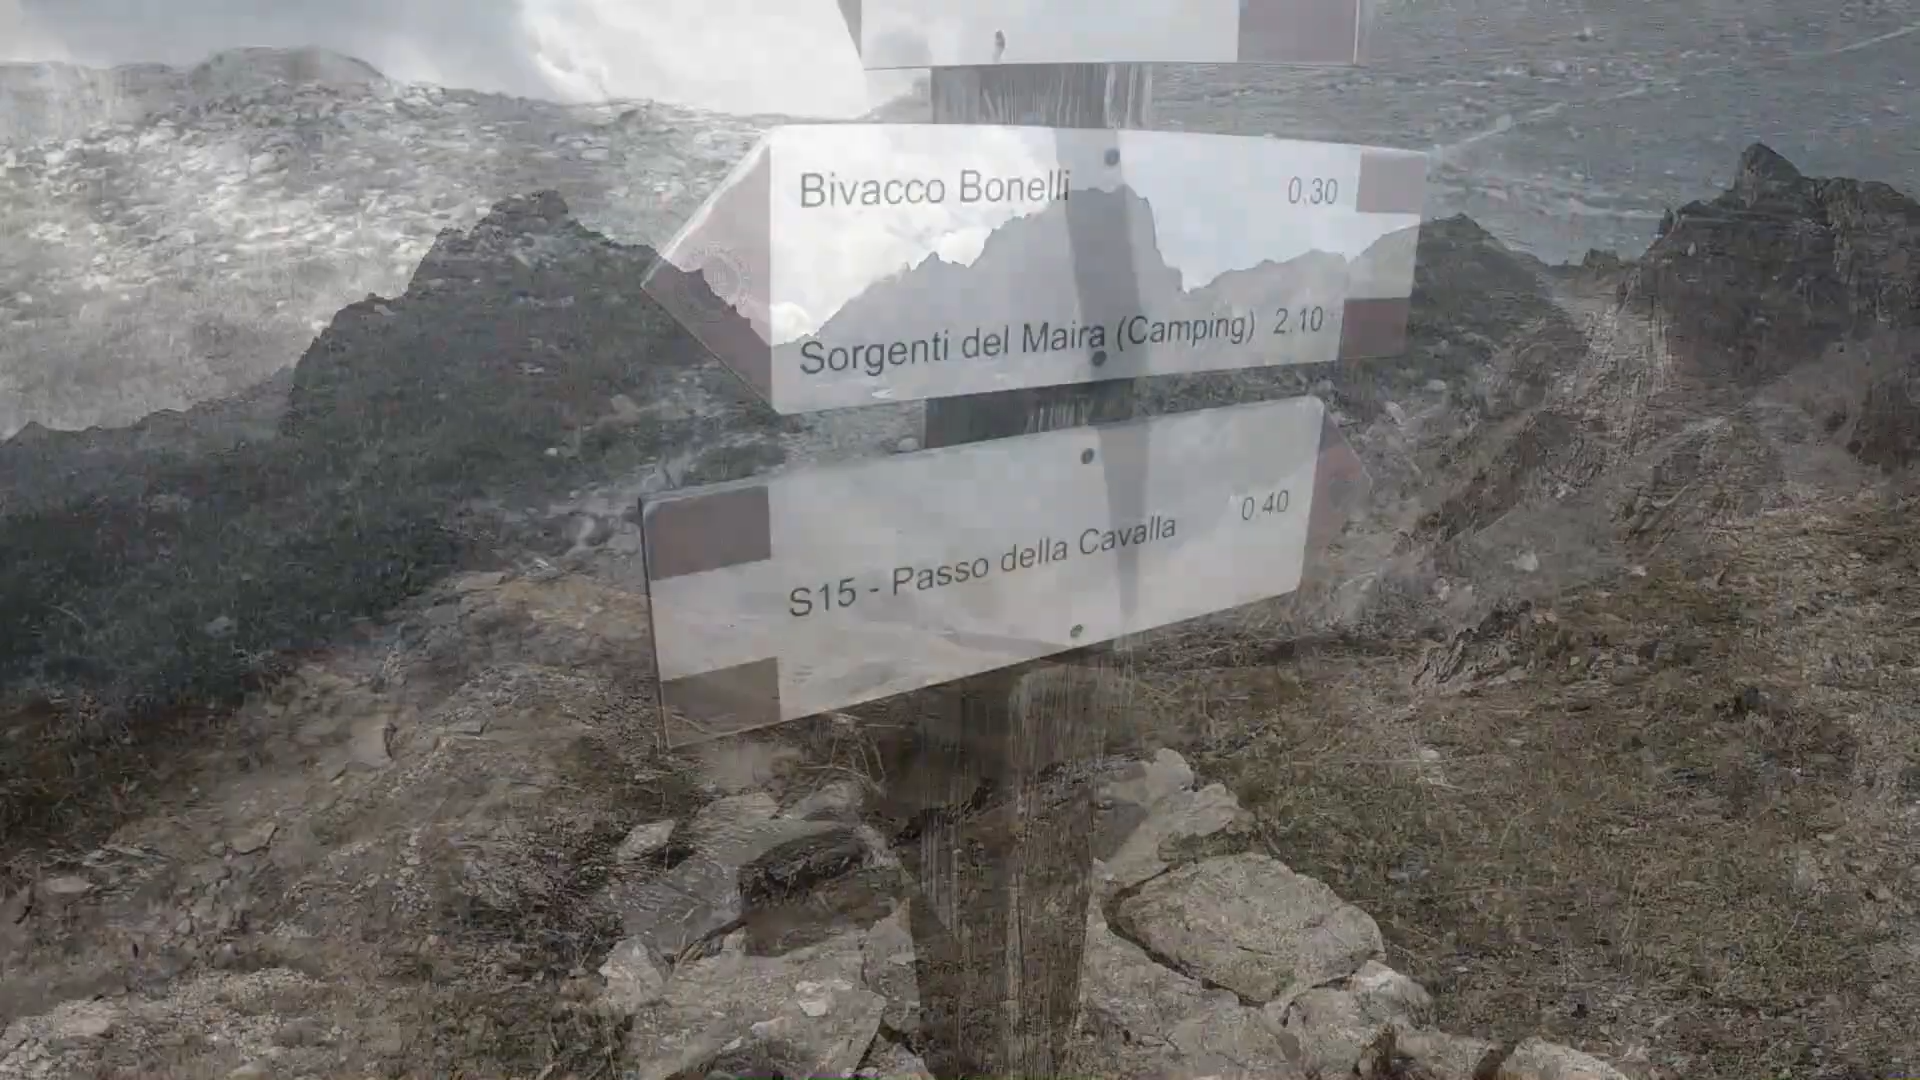 Bivacco Bonelli 0.30
Sorgenti del Maira (Camping) 2.10
S15 - Passo della Cavalla 0.40